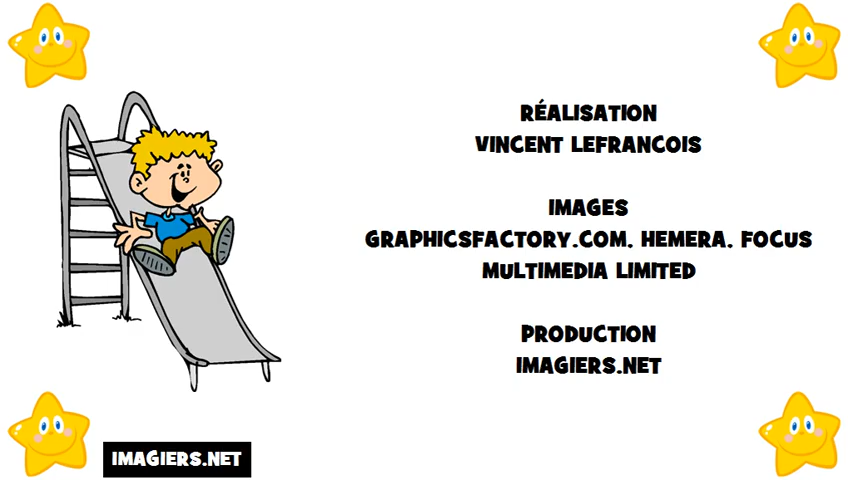 RÉALISATION
VINCENT LEFRANCOIS
IMAGES
GRAPHICSFACTORY.COM, HEMERA, FOCUS
MULTIMEDIA LIMITED
PRODUCTION
IMAGIERS.NET
IMAGIERS.NET